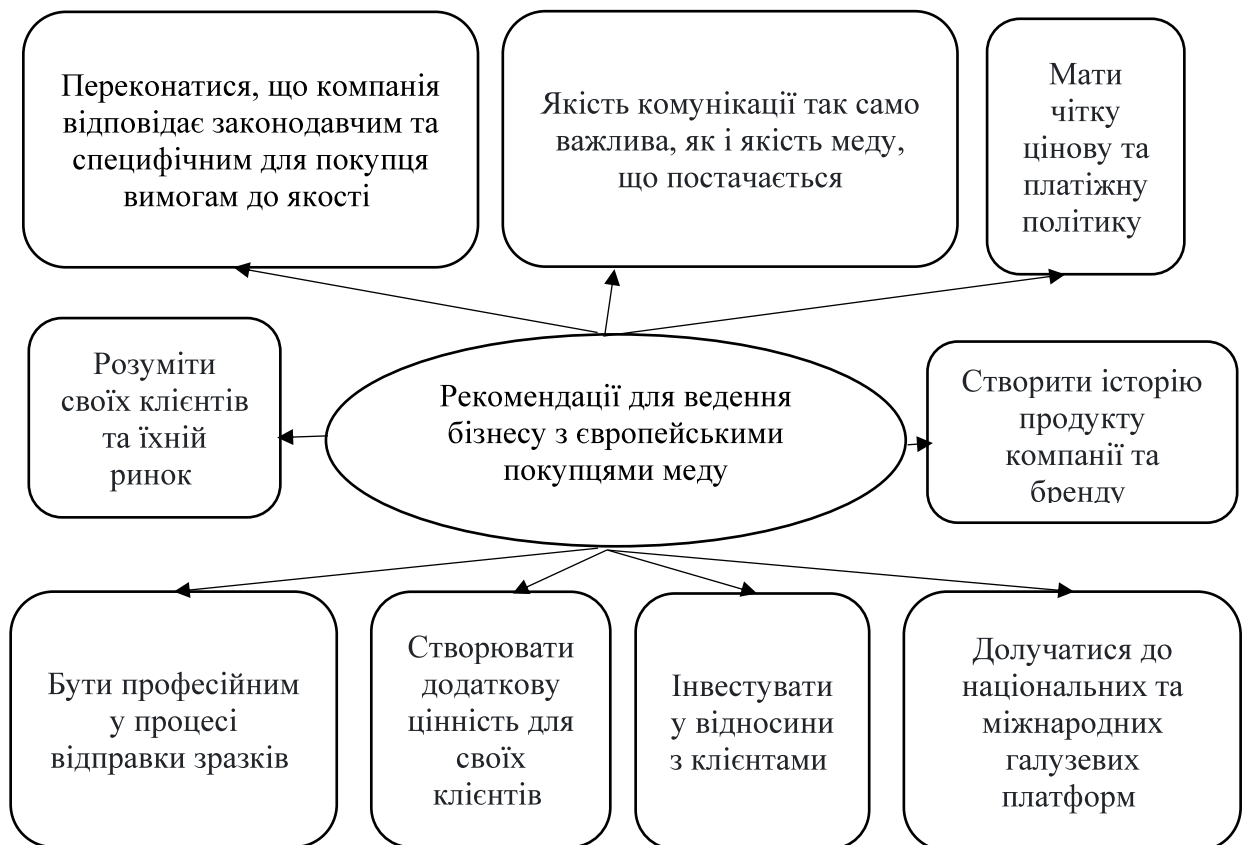 Переконатися, що компанія
відповідає законодавчим та
специфічним для покупця
вимогам до якості
Якість комунікації так само
важлива, як і якість меду,
що постачається
Мати
чітку
цінову та
платіжну
політику
Розуміти
своїх клієнтів
та їхній
ринок
Рекомендації для ведення
бізнесу з європейськими
покупцями меду
Створити історію
продукту
компанії та
бренду
Бути професійним
у процесі
відправки зразків
Створювати
додаткову
цінність для
своїх
клієнтів
Інвестувати
у відносини
з клієнтами
Долучатися до
національних та
міжнародних
галузевих
платформ